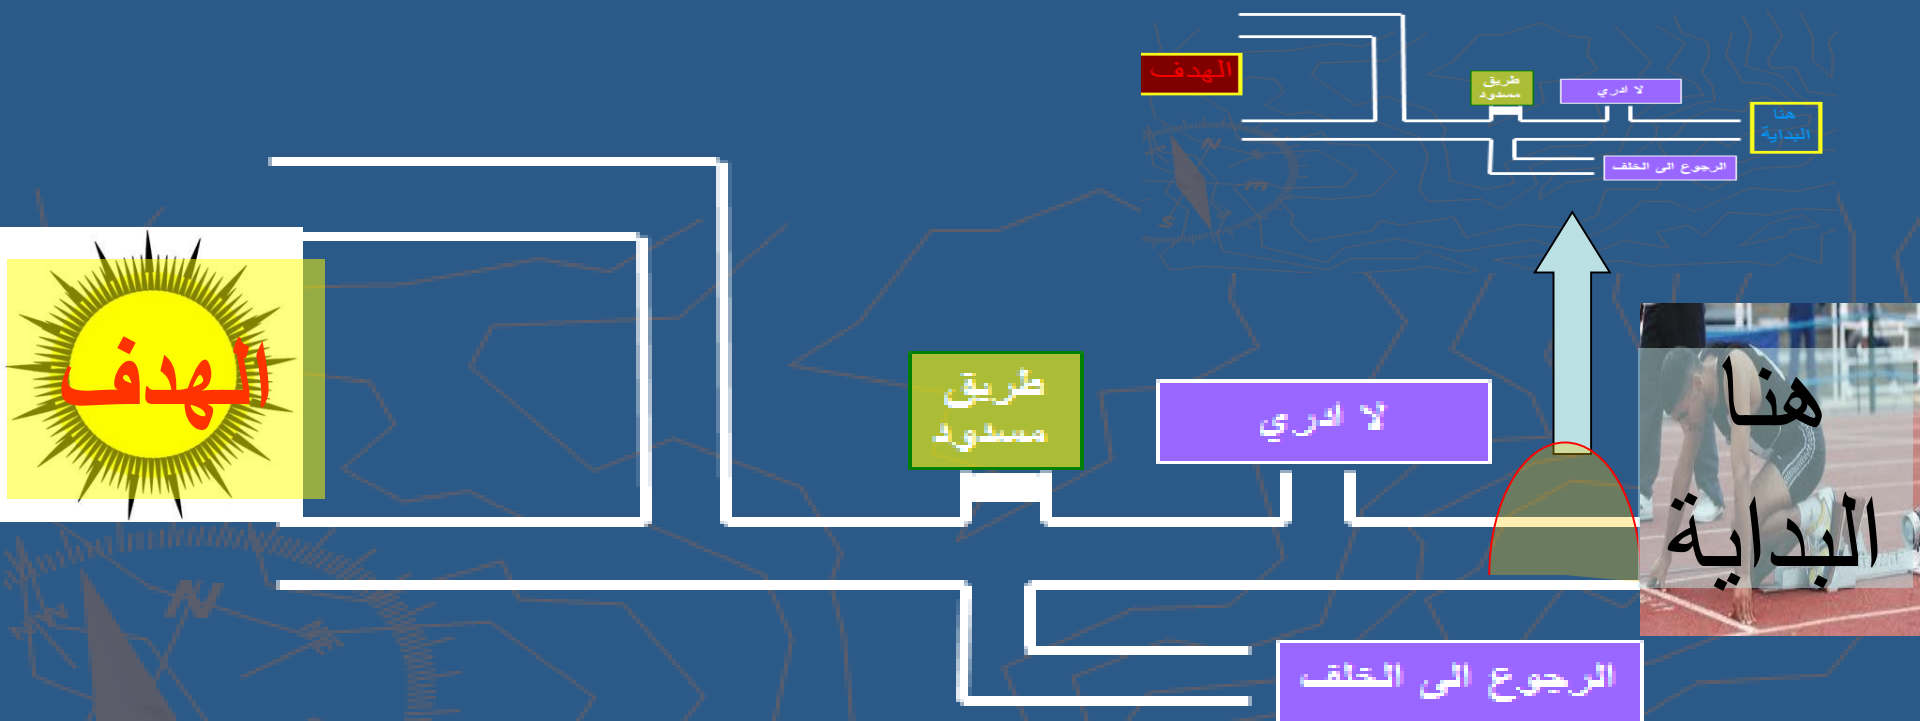 الهدف
طريق
مسدود
لا ادري
هنا
البداية
الرجوع الى الخلف
الهدف
طريق
مسدود
لا ادري
هنا
البداية
الرجوع الى الخلف
N
S
N